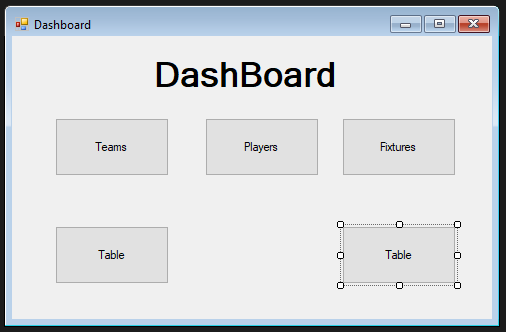 Dashboard
DashBoard
Teams
Players
Fixtures
Table
Table